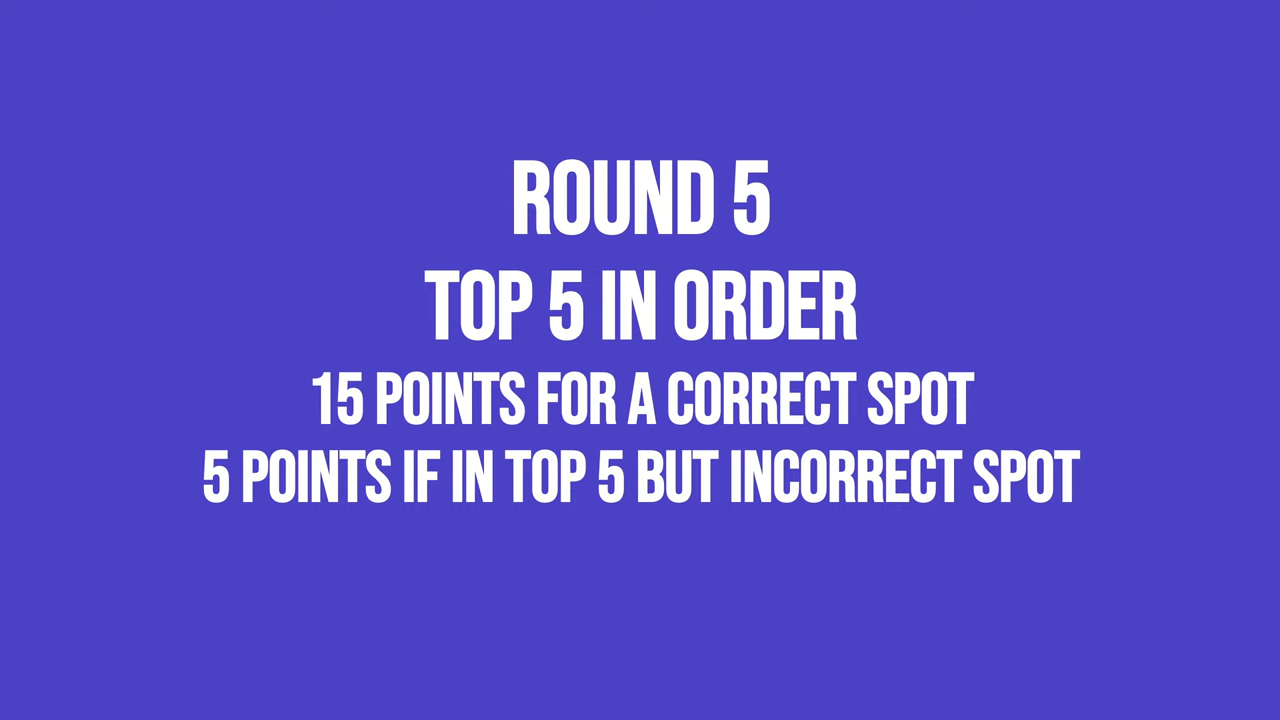 ROUND 5
TOP 5 IN ORDER
15 POINTS FOR A CORRECT SPOT
5 POINTS IF IN TOP 5 BUT INCORRECT SPOT